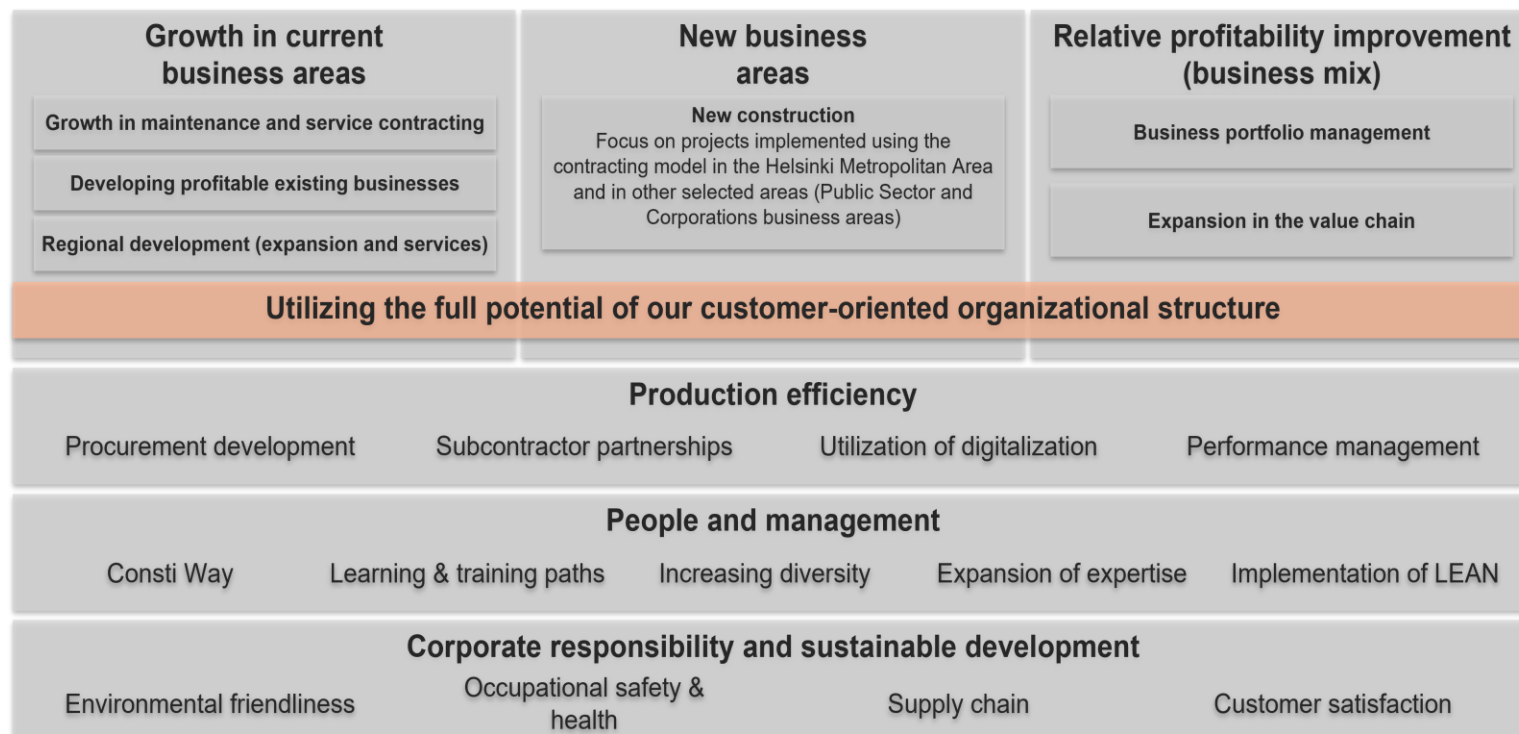 Growth in current
business areas
Growth in maintenance and service contracting
Developing profitable existing businesses
Regional development (expansion and services)
New business
areas
New construction
Focus on projects implemented using the
contracting model in the Helsinki Metropolitan Area
and in other selected areas (Public Sector and
Corporations business areas)
Relative profitability improvement
(business mix)
Business portfolio management
Expansion in the value chain
Utilizing the full potential of our customer-oriented organizational structure
Production efficiency
Procurement development
Subcontractor partnerships
Utilization of digitalization
Performance management
People and management
Consti Way
Learning & training paths
Increasing diversity
Expansion of expertise
Implementation of LEAN
Corporate responsibility and sustainable development
Environmental friendliness
Occupational safety &
health
Supply chain
Customer satisfaction